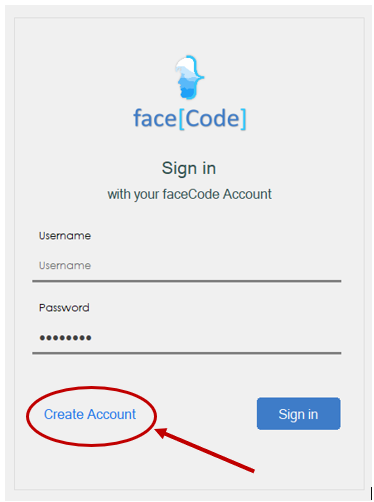 face[Code]
Sign in
with your faceCode Account
Username
Username
Password
••••••••
Create Account
Sign in